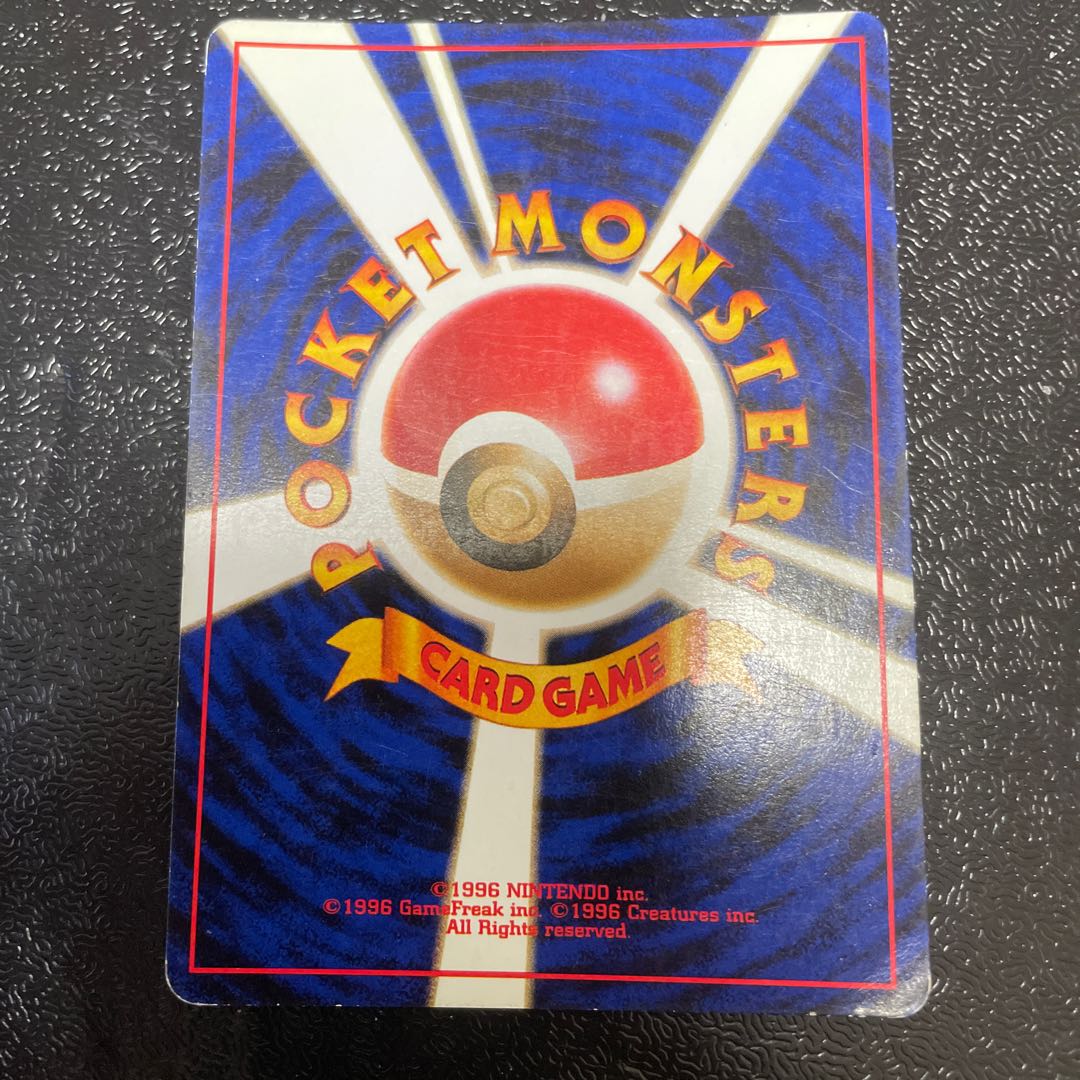 POCKET MONSTERS
CARD GAME
©1996 NINTENDO inc.
©1996 GameFreak inc. ©1996 Creatures inc.
All Rights reserved.